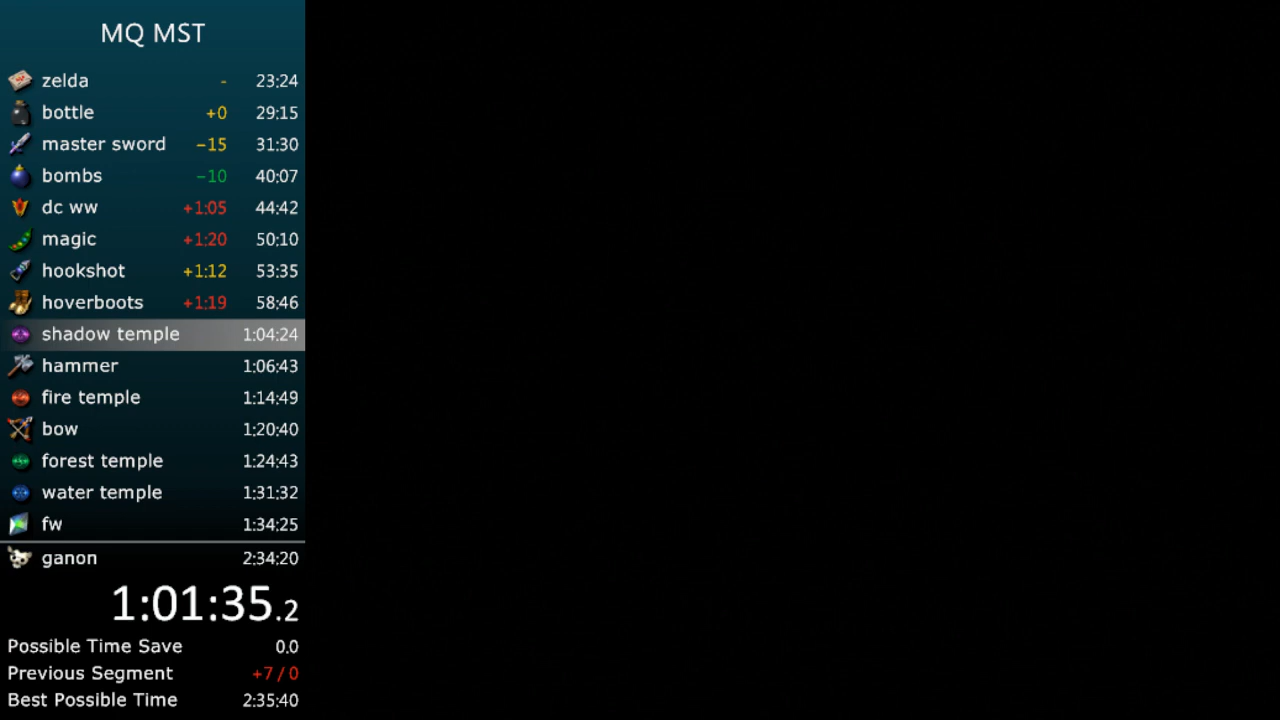 MQ MST
zelda - 23:24
bottle +0 29:15
master sword −15 31:30
bombs −10 40:07
dc ww +1:05 44:42
magic +1:20 50:10
hookshot +1:12 53:35
hoverboots +1:19 58:46
shadow temple 1:04:24
hammer 1:06:43
fire temple 1:14:49
bow 1:20:40
forest temple 1:24:43
water temple 1:31:32
fw 1:34:25
ganon 2:34:20
1:01:35.2
Possible Time Save 0.0
Previous Segment +7 / 0
Best Possible Time 2:35:40